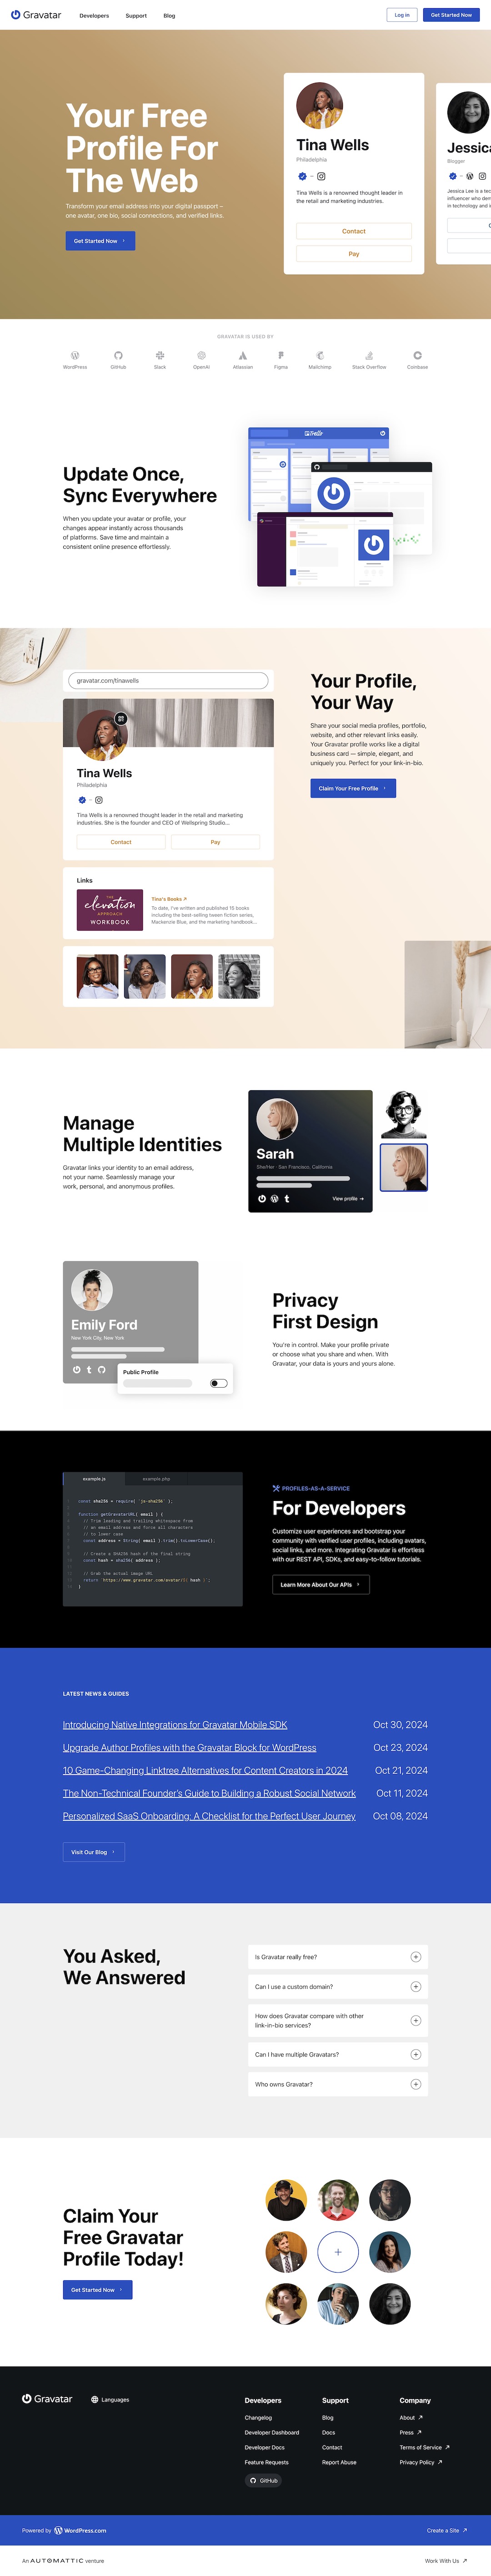 Gravatar
Developers
Support
Blog
Log in
Get Started Now
Your Free
Profile For
The Web
Transform your email address into your digital passport –
one avatar, one bio, social connections, and verified links.
Get Started Now
Tina Wells
Philadelphia
Tina Wells is a renowned thought leader in
the retail and marketing industries.
Contact
Pay
Jessica
Blogger
Jessica Lee is a tec
influencer who dem
in technology and i
GRAVATAR IS USED BY
WordPress
GitHub
Slack
OpenAI
Atlassian
Figma
Mailchimp
Stack Overflow
Coinbase
Update Once,
Sync Everywhere
When you update your avatar or profile, your
changes appear instantly across thousands
of platforms. Save time and maintain a
consistent online presence effortlessly.
Trello
gravatar.com/tinawells
Tina Wells
Philadelphia
Tina Wells is a renowned thought leader in the retail and marketing
industries. She is the founder and CEO of Wellspring Studio...
Contact
Pay
Links
THE
elevation
APPROACH
WORKBOOK
Tina's Books ↗
To date, I've written and published 15 books
including the best-selling tween fiction series,
Mackenzie Blue, and the marketing handbook...
Your Profile,
Your Way
Share your social media profiles, portfolio,
website, and other relevant links easily.
Your Gravatar profile works like a digital
business card — simple, elegant, and
uniquely you. Perfect for your link-in-bio.
Claim Your Free Profile
Manage
Multiple Identities
Gravatar links your identity to an email address,
not your name. Seamlessly manage your
work, personal, and anonymous profiles.
Sarah
She/Her · San Francisco, California
View profile →
Emily Ford
New York City, New York
Public Profile
Privacy
First Design
You're in control. Make your profile private
or choose what you share and when. With
Gravatar, your data is yours and yours alone.
example.js
example.php
const sha256 = require( 'js-sha256' );
function getGravatarURL( email ) {
// Trim leading and trailing whitespace from
// an email address and force all characters
// to lower case
const address = String( email ).trim().toLowerCase();
// Create a SHA256 hash of the final string
const hash = sha256( address );
// Grab the actual image URL
return `https://www.gravatar.com/avatar/${ hash }`;
}
PROFILES-AS-A-SERVICE
For Developers
Customize user experiences and bootstrap your
community with verified user profiles, including avatars,
social links, and more. Integrating Gravatar is effortless
with our REST API, SDKs, and easy-to-follow tutorials.
Learn More About Our APIs
LATEST NEWS & GUIDES
Introducing Native Integrations for Gravatar Mobile SDK
Oct 30, 2024
Upgrade Author Profiles with the Gravatar Block for WordPress
Oct 23, 2024
10 Game-Changing Linktree Alternatives for Content Creators in 2024
Oct 21, 2024
The Non-Technical Founder's Guide to Building a Robust Social Network
Oct 11, 2024
Personalized SaaS Onboarding: A Checklist for the Perfect User Journey
Oct 08, 2024
Visit Our Blog
You Asked,
We Answered
Is Gravatar really free?
Can I use a custom domain?
How does Gravatar compare with other
link-in-bio services?
Can I have multiple Gravatars?
Who owns Gravatar?
Claim Your
Free Gravatar
Profile Today!
Get Started Now
Gravatar
Languages
Developers
Changelog
Developer Dashboard
Developer Docs
Feature Requests
GitHub
Support
Blog
Docs
Contact
Report Abuse
Company
About ↗
Press ↗
Terms of Service ↗
Privacy Policy ↗
Powered by WordPress.com
Create a Site ↗
An AUTOMATTIC venture
Work With Us ↗